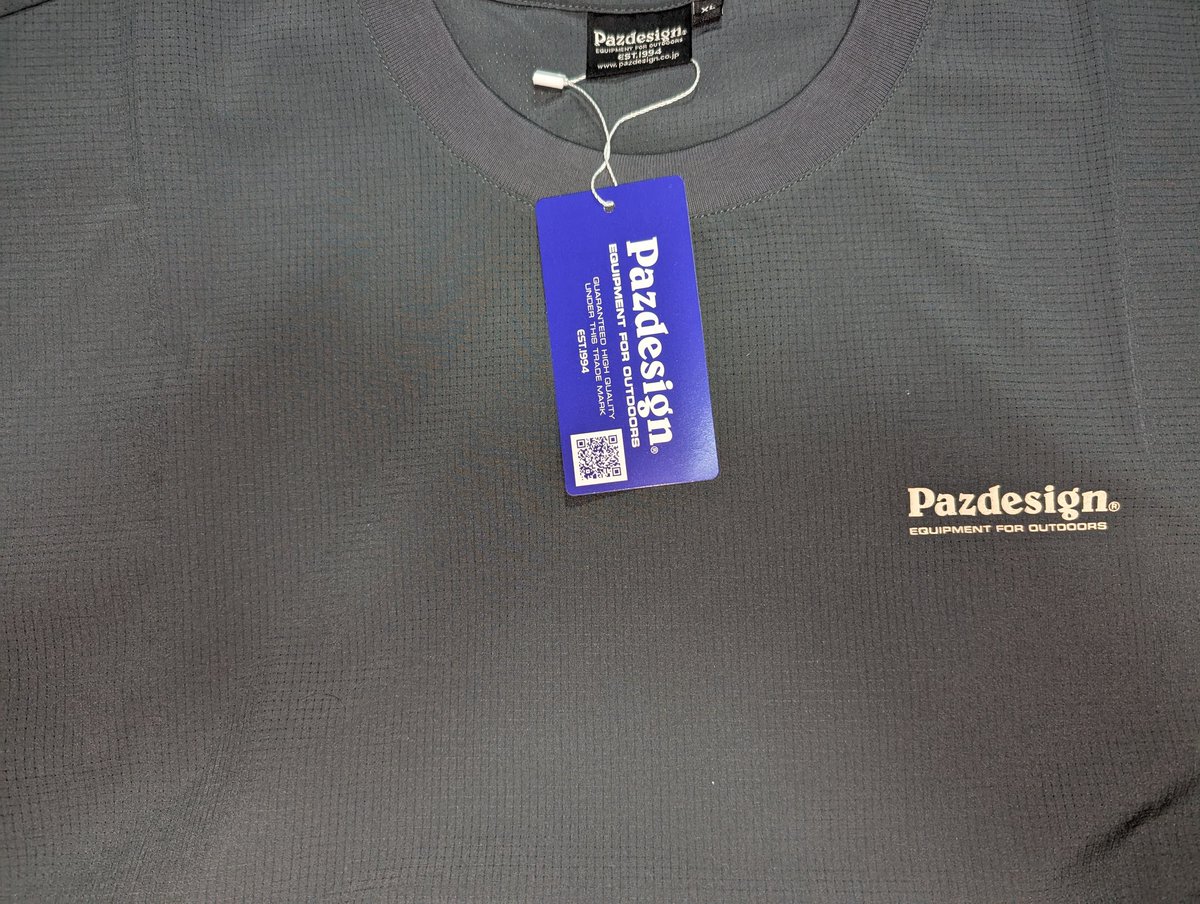 Pazdesign®
EQUIPMENT FOR OUTDOORS
EST.1994
www.pazdesign.co.jp
XL
Pazdesign®
EQUIPMENT FOR OUTDOORS
GUARANTEED HIGH QUALITY
UNDER THIS TRADE MARK
EST.1994
Pazdesign®
EQUIPMENT FOR OUTDOORS